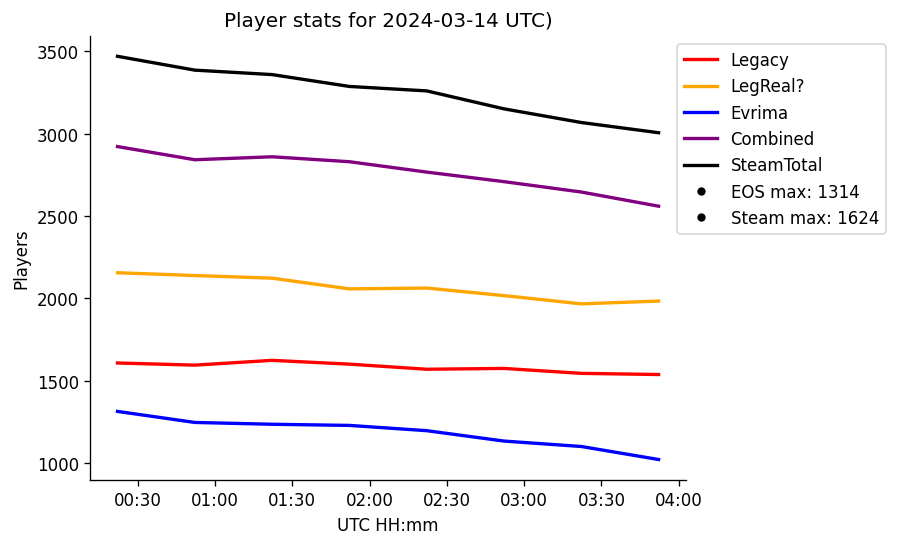 Player stats for 2024-03-14 UTC)
3500
3000
2500
2000
1500
1000
Players
00:30 01:00 01:30 02:00 02:30 03:00 03:30 04:00
UTC HH:mm
Legacy
LegReal?
Evrima
Combined
SteamTotal
EOS max: 1314
Steam max: 1624